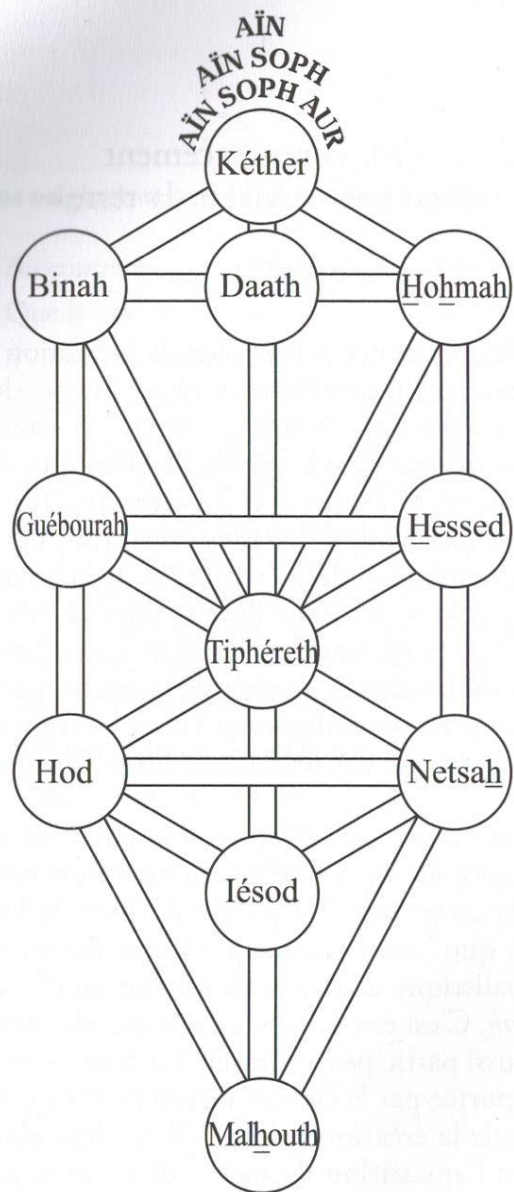 AÏN
AÏN SOPH
AÏN SOPH AUR
Kéther
Binah Daath Hohmah
Guébourah Hessed
Tiphéreth
Hod Netsah
Iésod
Malhouth